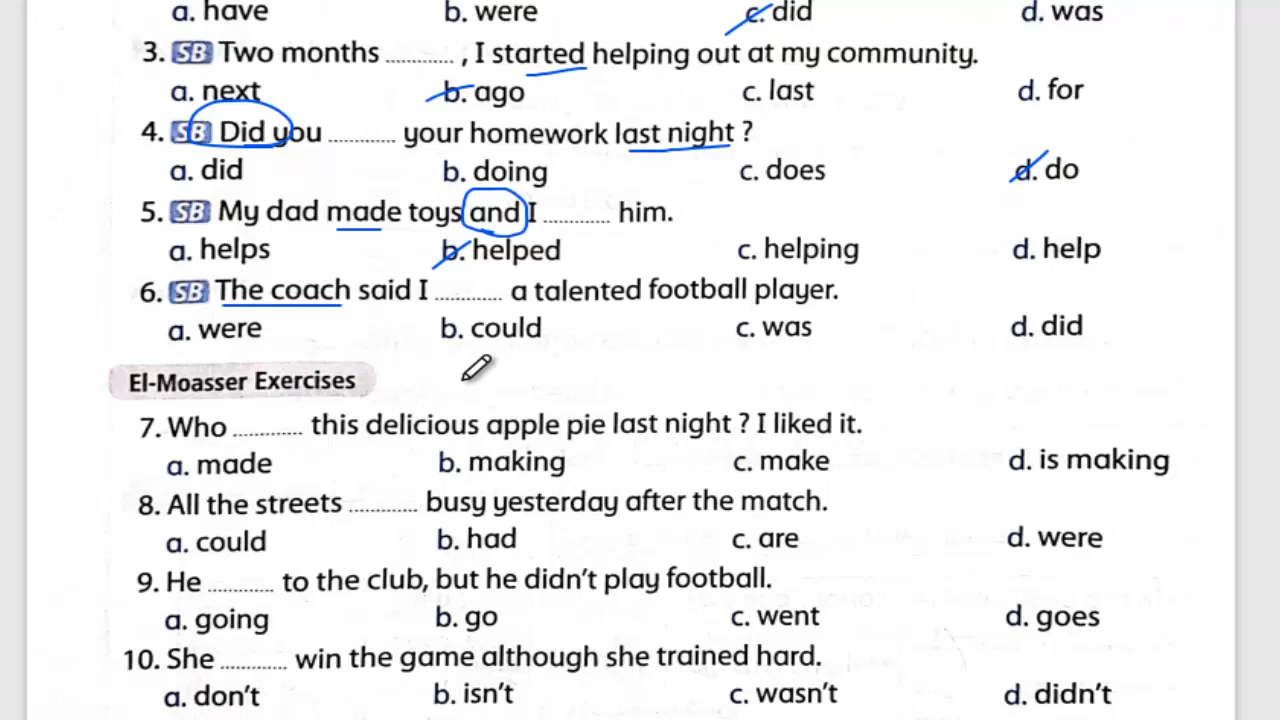 a. have b. were c. did d. was
3. SB Two months ............ , I started helping out at my community.
a. next b. ago c. last d. for
4. SB Did you ............ your homework last night ?
a. did b. doing c. does d. do
5. SB My dad made toys and I ............ him.
a. helps b. helped c. helping d. help
6. SB The coach said I ............ a talented football player.
a. were b. could c. was d. did
El-Moasser Exercises
7. Who ............ this delicious apple pie last night ? I liked it.
a. made b. making c. make d. is making
8. All the streets ............ busy yesterday after the match.
a. could b. had c. are d. were
9. He ............ to the club, but he didn't play football.
a. going b. go c. went d. goes
10. She ............ win the game although she trained hard.
a. don't b. isn't c. wasn't d. didn't